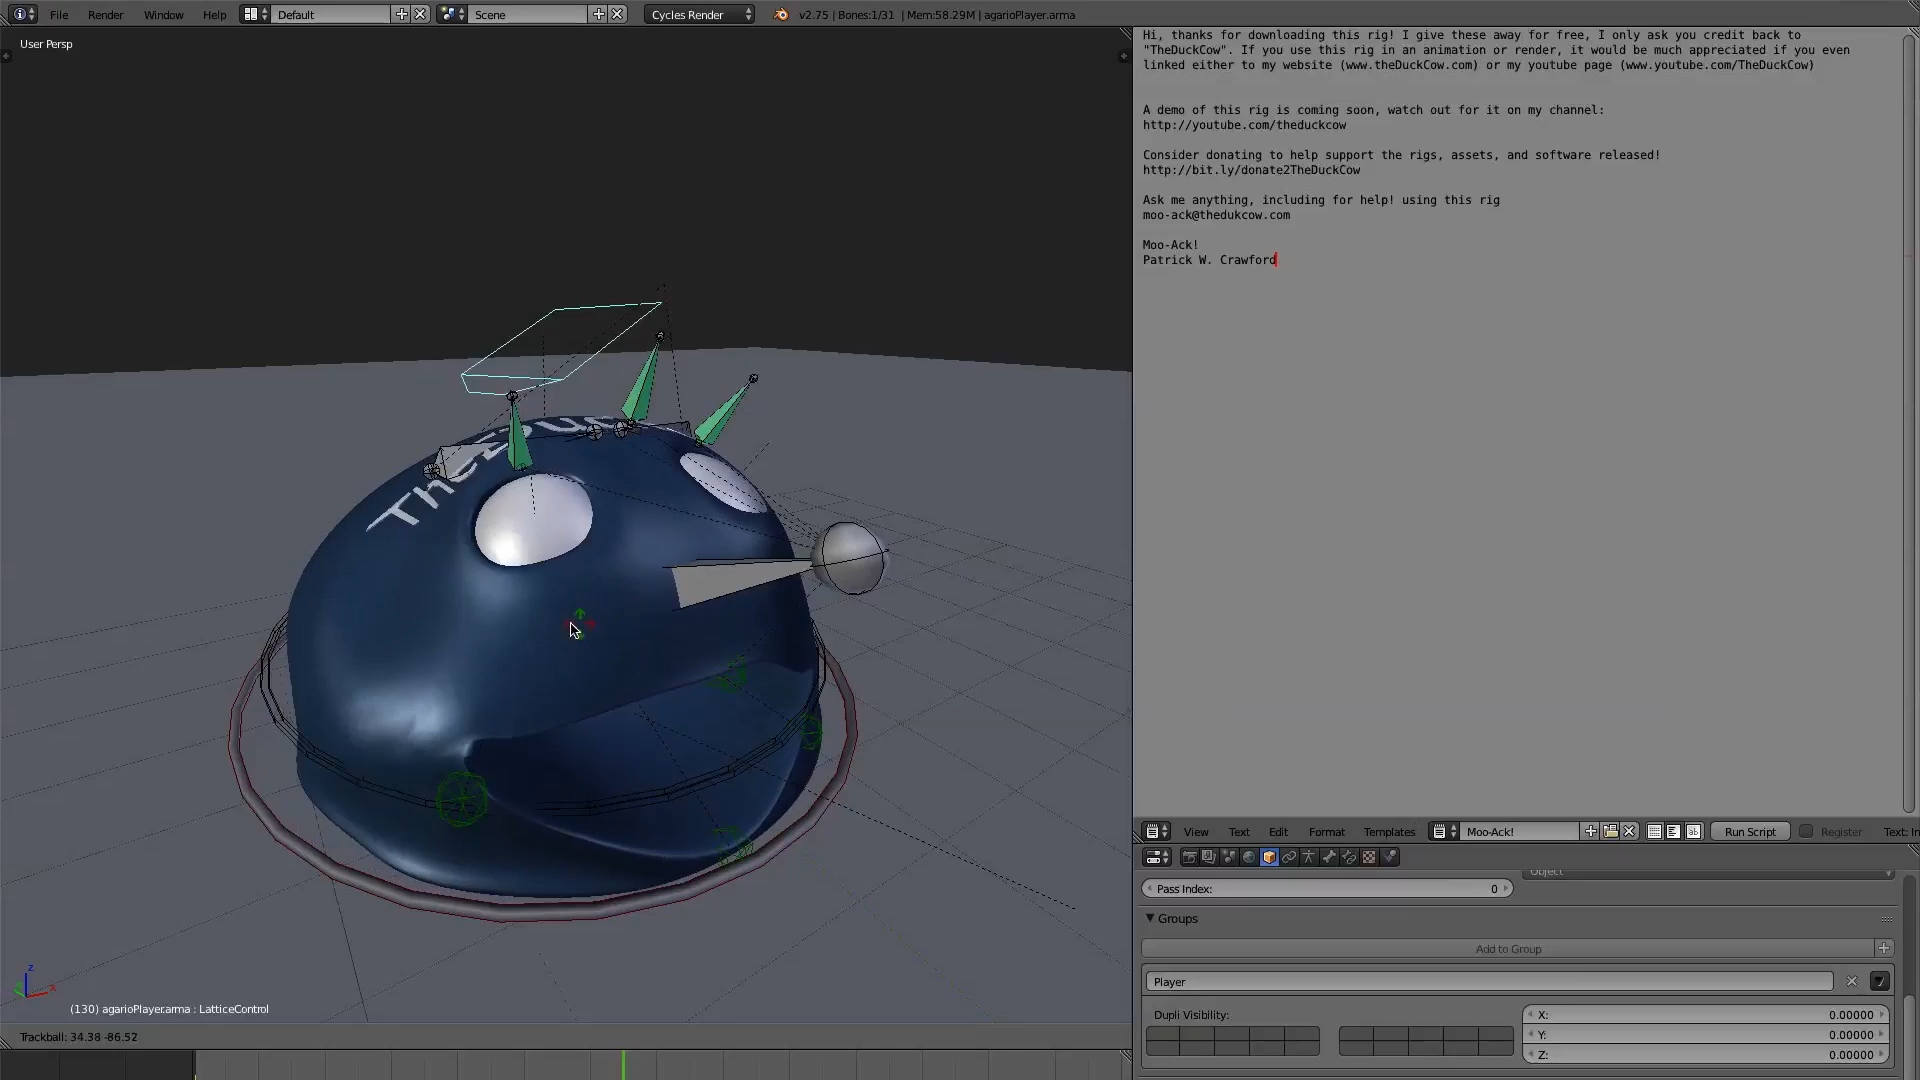 File Render Window Help Default Scene Cycles Render v2.75 | Bones:1/31 | Mem:58.29M | agarioPlayer.arma
User Persp
Hi, thanks for downloading this rig! I give these away for free, I only ask you credit back to
"TheDuckCow". If you use this rig in an animation or render, it would be much appreciated if you even
linked either to my website (www.theDuckCow.com) or my youtube page (www.youtube.com/TheDuckCow)
A demo of this rig is coming soon, watch out for it on my channel:
http://youtube.com/theduckcow
Consider donating to help support the rigs, assets, and software released!
http://bit.ly/donate2TheDuckCow
Ask me anything, including for help! using this rig
moo-ack@thedukcow.com
Moo-Ack!
Patrick W. Crawford
TheDu
View Text Edit Format Templates Moo-Ack! Run Script Register Text: In
Object
Pass Index: 0
Groups
Add to Group
Player
Dupli Visibility:
X: 0.00000
Y: 0.00000
Z: 0.00000
z
x
(130) agarioPlayer.arma : LatticeControl
Trackball: 34.38 -86.52